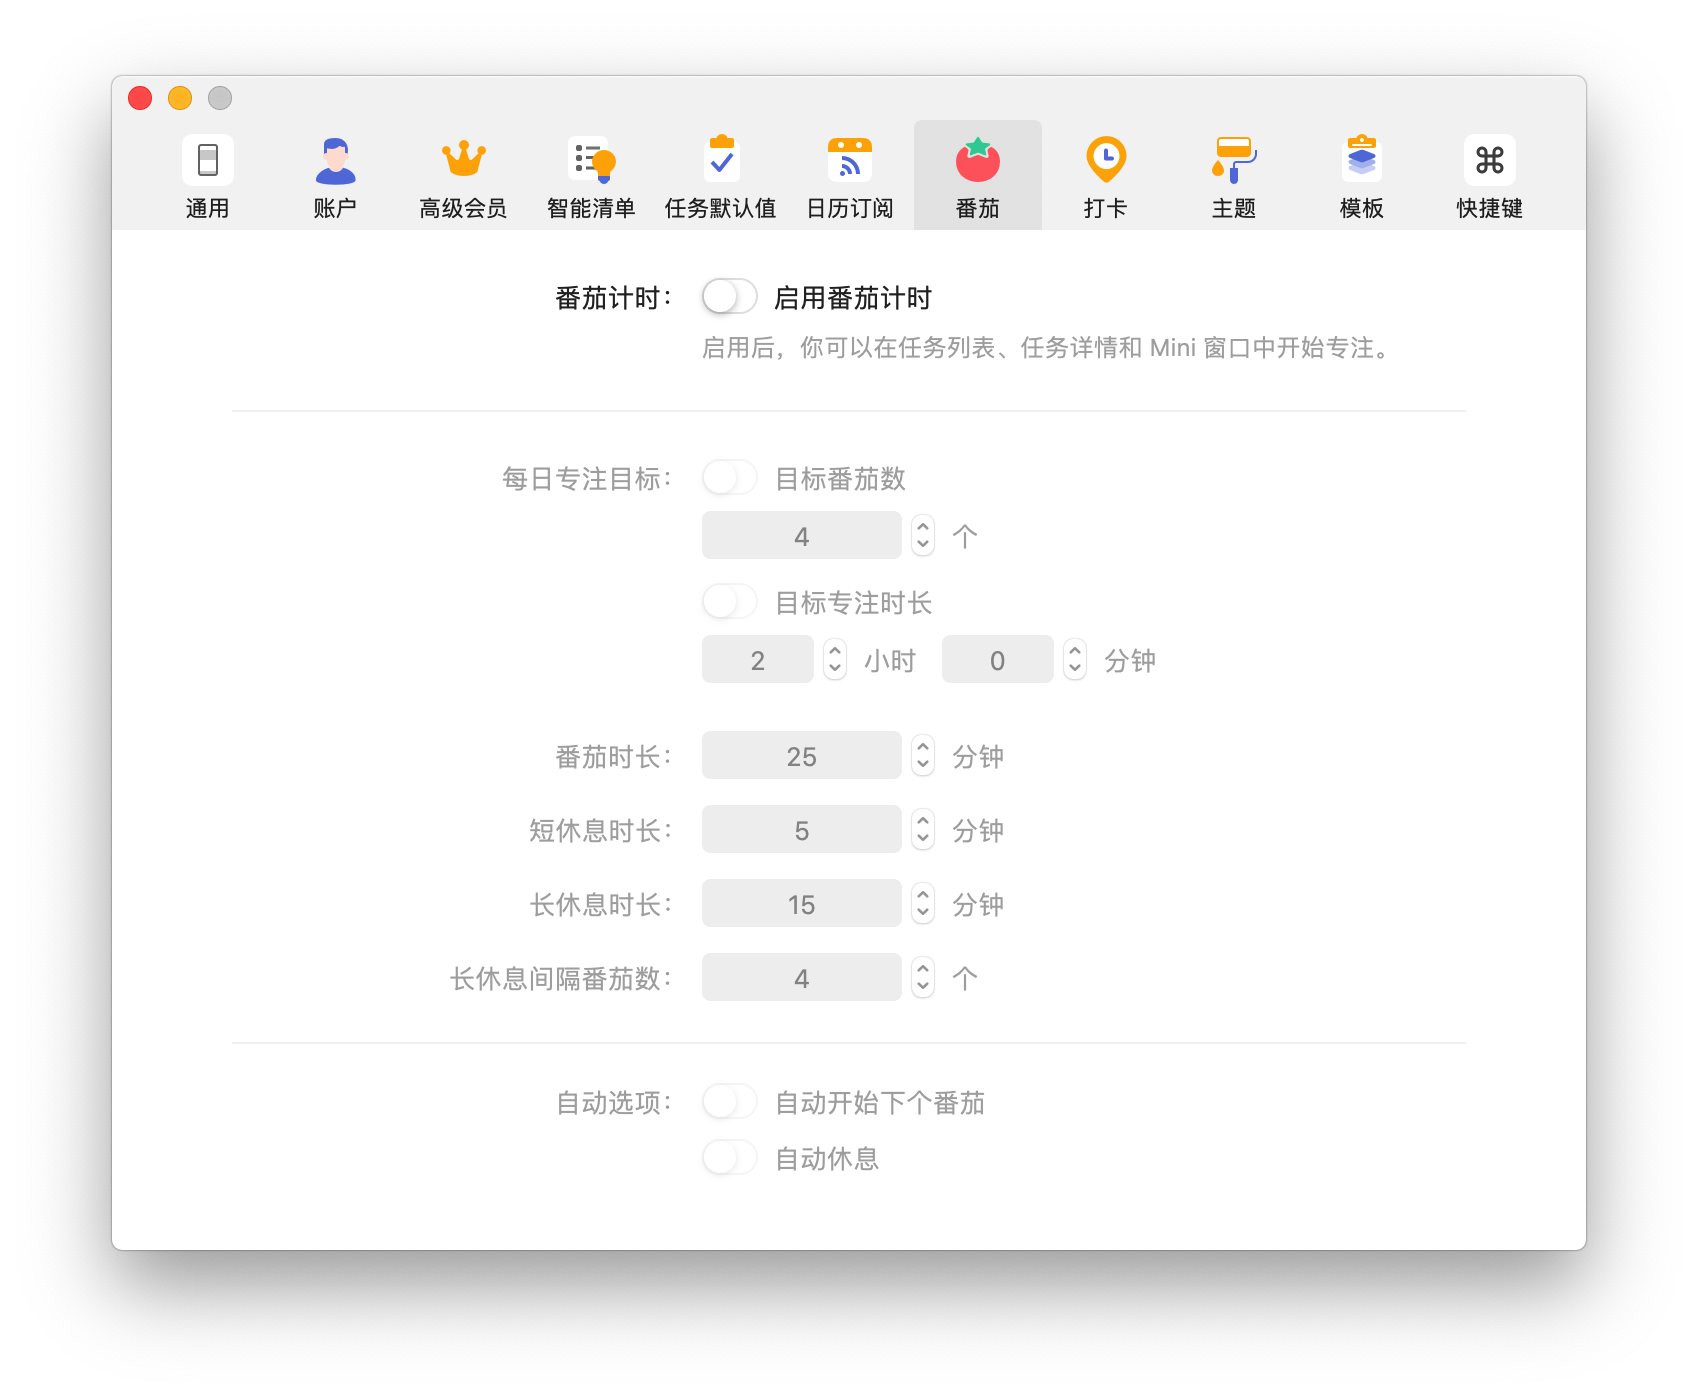 通用 账户 高级会员 智能清单 任务默认值 日历订阅 番茄 打卡 主题 模板 快捷键
番茄计时： 启用番茄计时
启用后，你可以在任务列表、任务详情和 Mini 窗口中开始专注。
每日专注目标： 目标番茄数
4 个
目标专注时长
2 小时 0 分钟
番茄时长： 25 分钟
短休息时长： 5 分钟
长休息时长： 15 分钟
长休息间隔番茄数： 4 个
自动选项： 自动开始下个番茄
自动休息